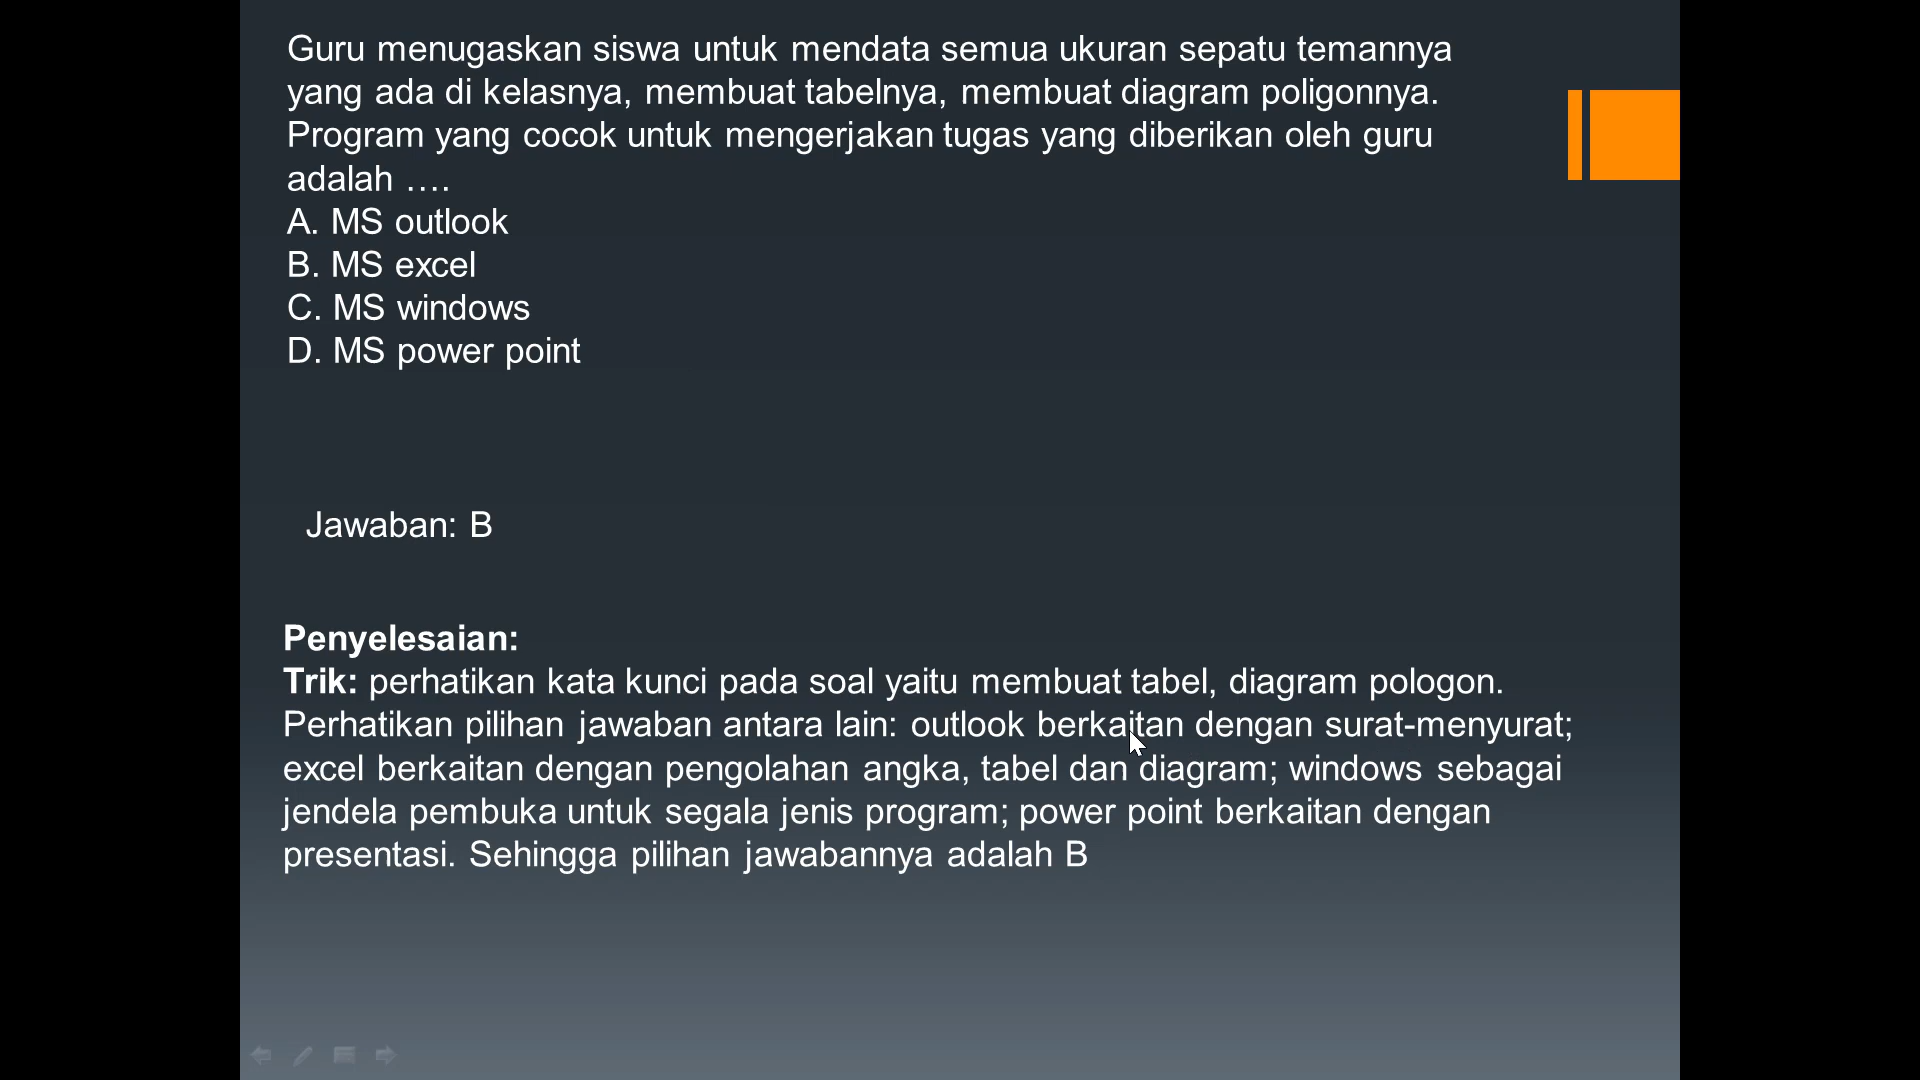 Guru menugaskan siswa untuk mendata semua ukuran sepatu temannya
yang ada di kelasnya, membuat tabelnya, membuat diagram poligonnya.
Program yang cocok untuk mengerjakan tugas yang diberikan oleh guru
adalah ….
A. MS outlook
B. MS excel
C. MS windows
D. MS power point
Jawaban: B
Penyelesaian:
Trik: perhatikan kata kunci pada soal yaitu membuat tabel, diagram pologon.
Perhatikan pilihan jawaban antara lain: outlook berkaitan dengan surat-menyurat;
excel berkaitan dengan pengolahan angka, tabel dan diagram; windows sebagai
jendela pembuka untuk segala jenis program; power point berkaitan dengan
presentasi. Sehingga pilihan jawabannya adalah B